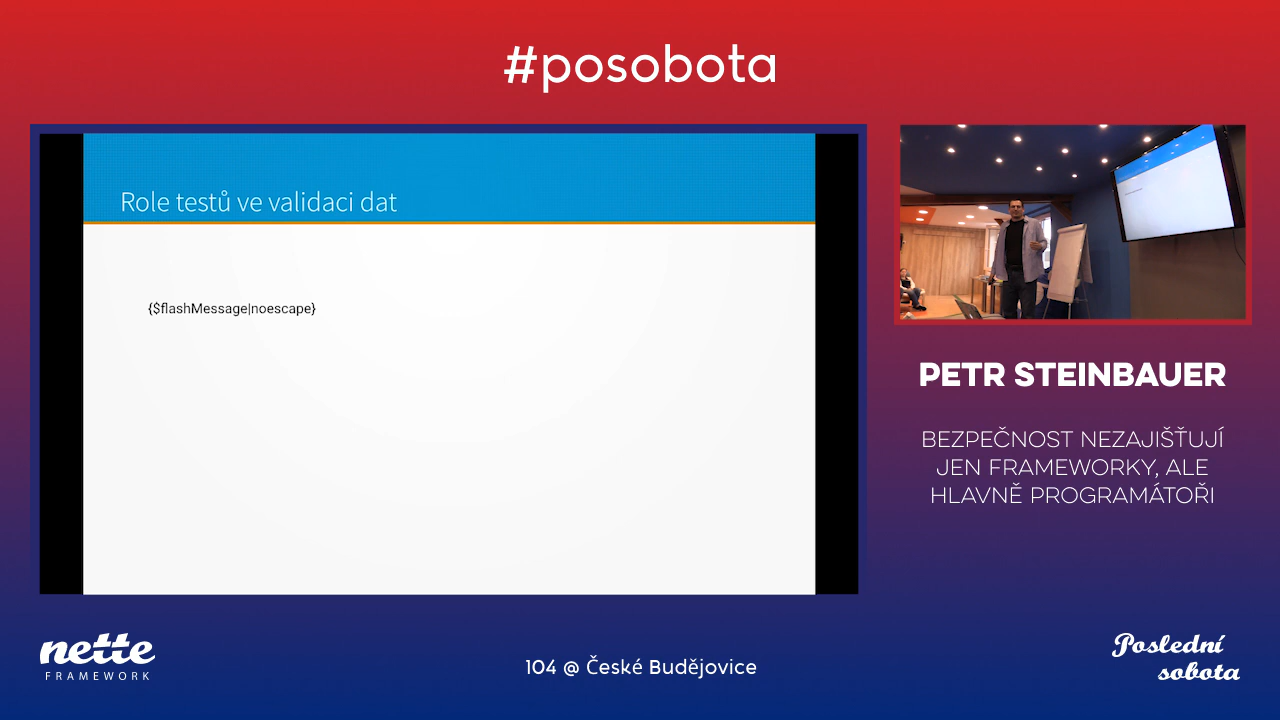 #posobota
Role testů ve validaci dat
{$flashMessage|noescape}
PETR STEINBAUER
BEZPEČNOST NEZAJIŠŤUJÍ
JEN FRAMEWORKY, ALE
HLAVNĚ PROGRAMÁTOŘI
nette
FRAMEWORK
104 @ České Budějovice
Poslední
sobota